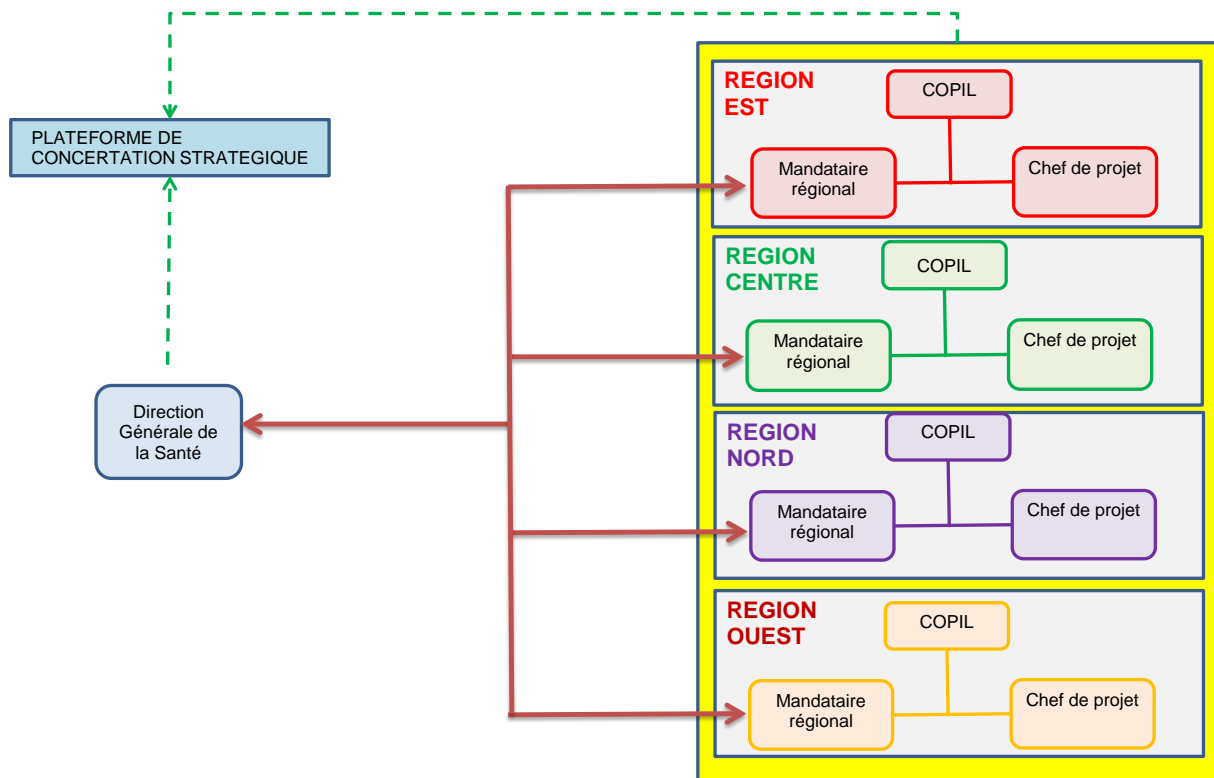 PLATEFORME DE
CONCERTATION STRATEGIQUE
Direction
Générale de
la Santé
REGION
EST
COPIL
Mandataire
régional
Chef de projet
REGION
CENTRE
COPIL
Mandataire
régional
Chef de projet
REGION
NORD
COPIL
Mandataire
régional
Chef de projet
REGION
OUEST
COPIL
Mandataire
régional
Chef de projet